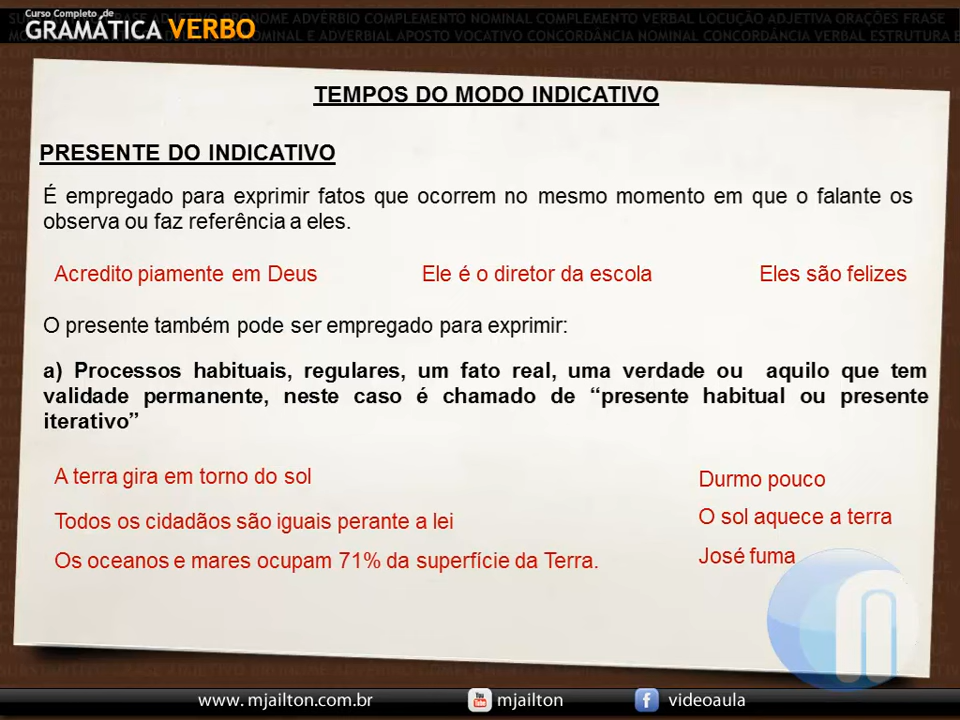 Curso Completo de
GRAMÁTICA VERBO
TEMPOS DO MODO INDICATIVO
PRESENTE DO INDICATIVO
É empregado para exprimir fatos que ocorrem no mesmo momento em que o falante os
observa ou faz referência a eles.
Acredito piamente em Deus Ele é o diretor da escola Eles são felizes
O presente também pode ser empregado para exprimir:
a) Processos habituais, regulares, um fato real, uma verdade ou aquilo que tem
validade permanente, neste caso é chamado de “presente habitual ou presente
iterativo”
A terra gira em torno do sol
Todos os cidadãos são iguais perante a lei
Os oceanos e mares ocupam 71% da superfície da Terra.
Durmo pouco
O sol aquece a terra
José fuma
www. mjailton.com.br mjailton videoaula